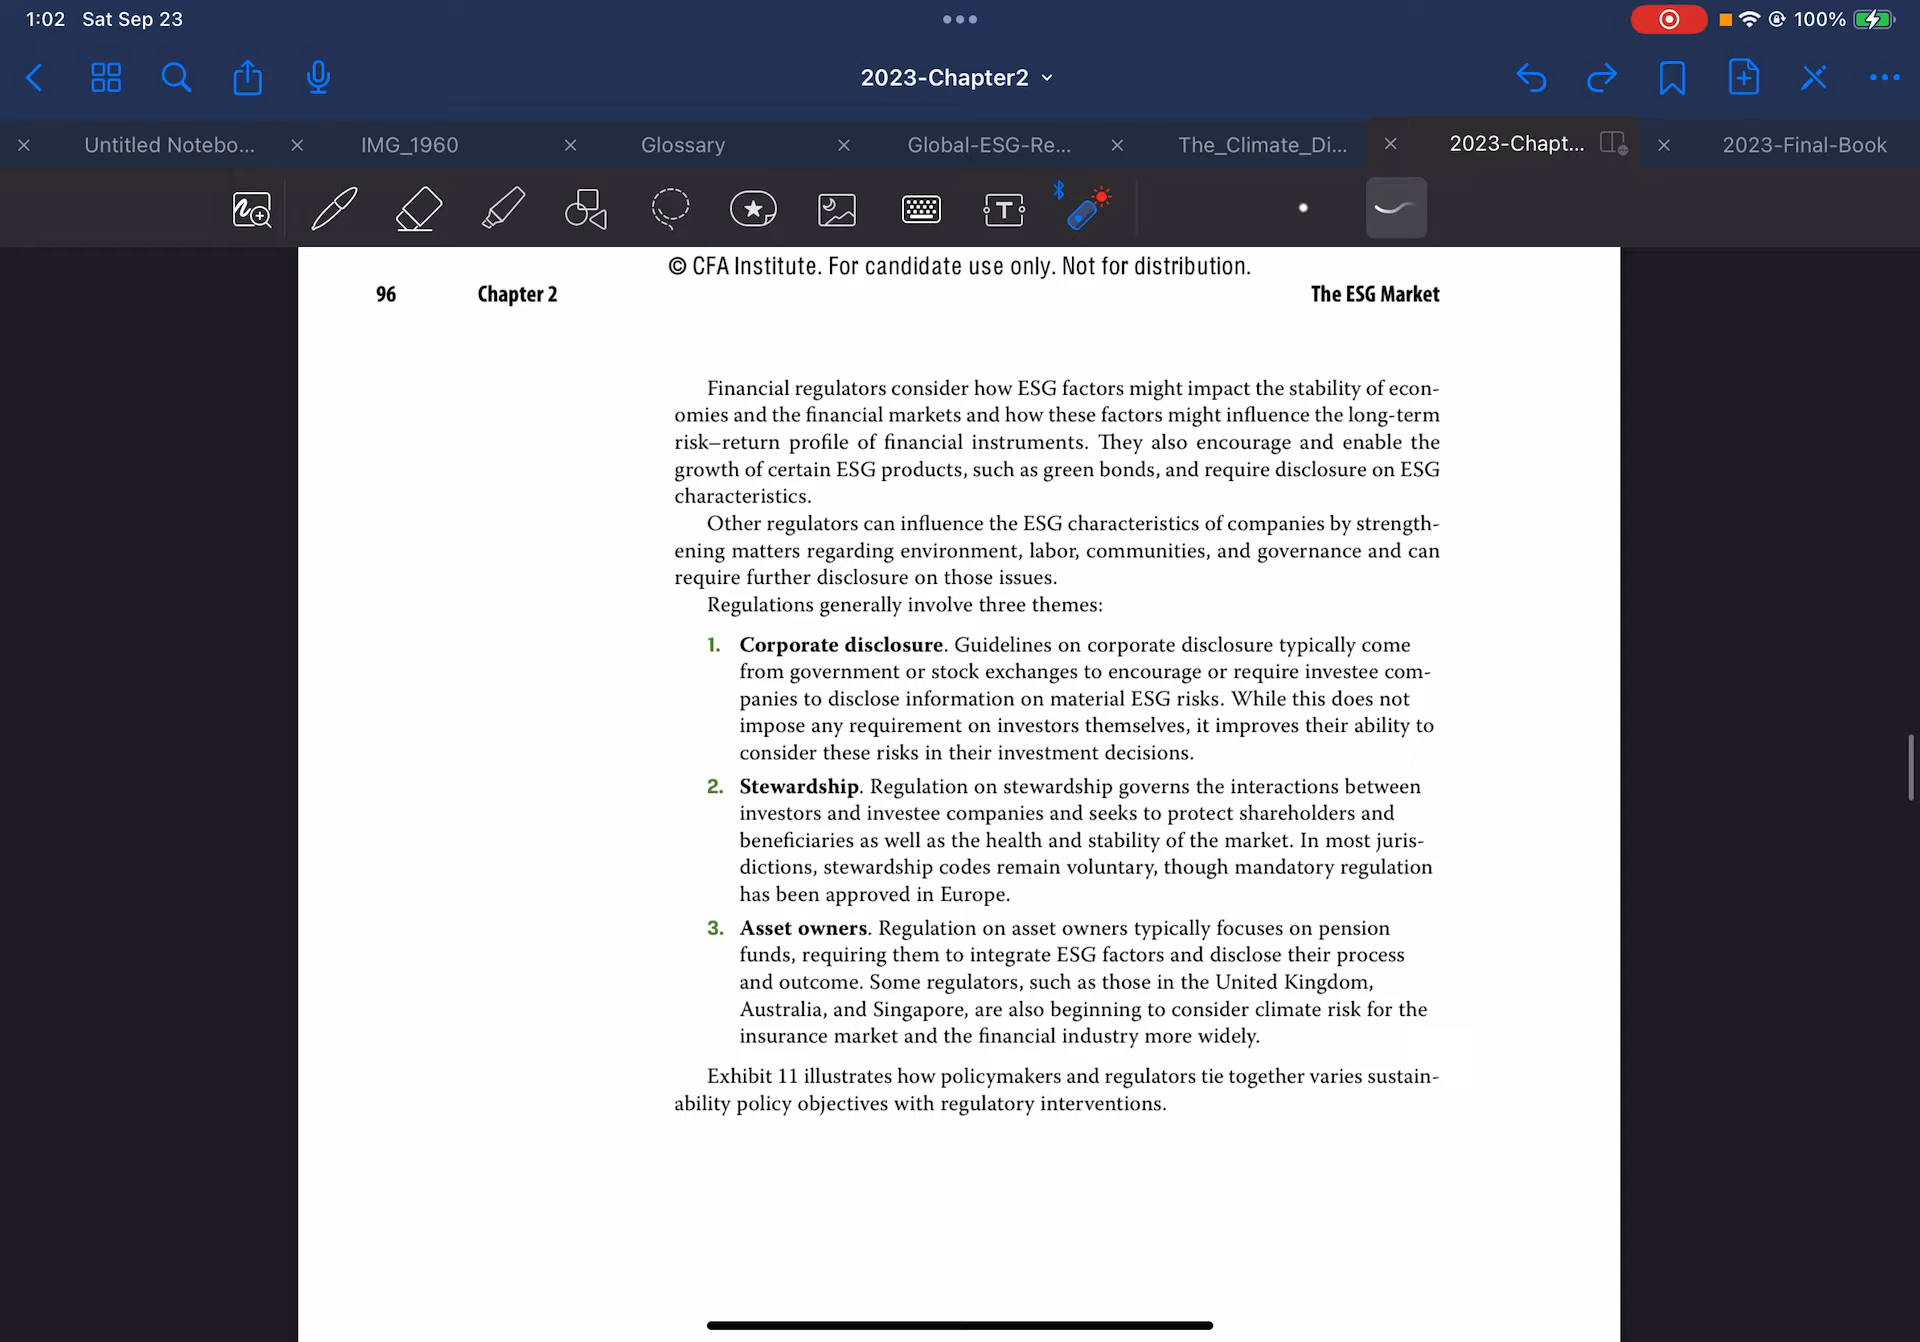 1:02 Sat Sep 23
100%
2023-Chapter2
Untitled Notebo...
IMG_1960
Glossary
Global-ESG-Re...
The_Climate_Di...
2023-Chapt...
2023-Final-Book
T
© CFA Institute. For candidate use only. Not for distribution.
96 Chapter 2 The ESG Market
Financial regulators consider how ESG factors might impact the stability of econ-
omies and the financial markets and how these factors might influence the long-term
risk–return profile of financial instruments. They also encourage and enable the
growth of certain ESG products, such as green bonds, and require disclosure on ESG
characteristics.
Other regulators can influence the ESG characteristics of companies by strength-
ening matters regarding environment, labor, communities, and governance and can
require further disclosure on those issues.
Regulations generally involve three themes:
1. Corporate disclosure. Guidelines on corporate disclosure typically come
from government or stock exchanges to encourage or require investee com-
panies to disclose information on material ESG risks. While this does not
impose any requirement on investors themselves, it improves their ability to
consider these risks in their investment decisions.
2. Stewardship. Regulation on stewardship governs the interactions between
investors and investee companies and seeks to protect shareholders and
beneficiaries as well as the health and stability of the market. In most juris-
dictions, stewardship codes remain voluntary, though mandatory regulation
has been approved in Europe.
3. Asset owners. Regulation on asset owners typically focuses on pension
funds, requiring them to integrate ESG factors and disclose their process
and outcome. Some regulators, such as those in the United Kingdom,
Australia, and Singapore, are also beginning to consider climate risk for the
insurance market and the financial industry more widely.
Exhibit 11 illustrates how policymakers and regulators tie together varies sustain-
ability policy objectives with regulatory interventions.